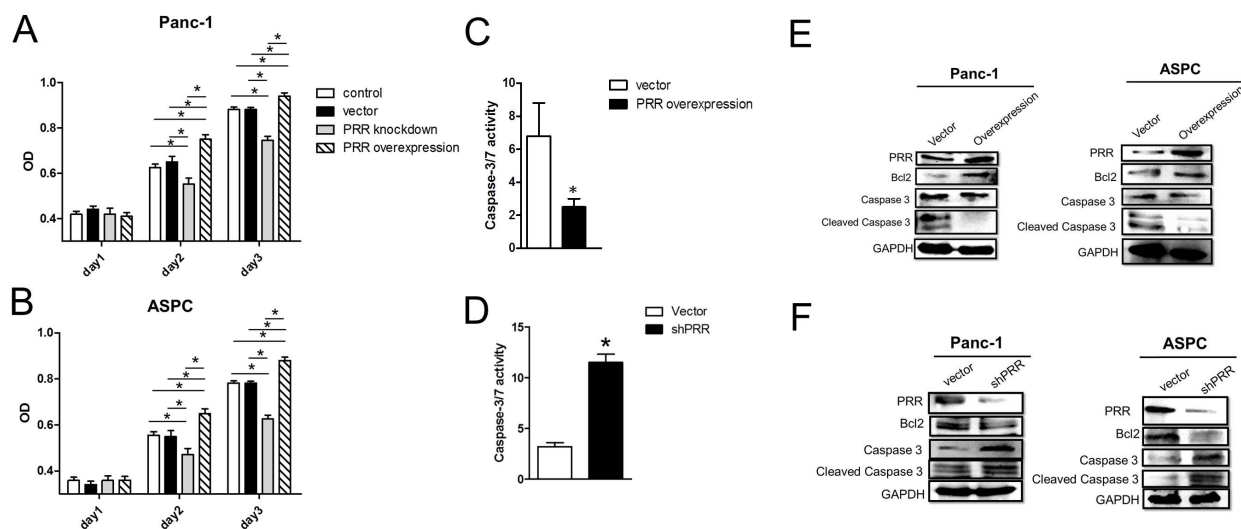 A
Panc-1
1.0
0.8
0.6
0.4
OD
* * * * *
* * * * *
day1 day2 day3
control
vector
PRR knockdown
PRR overexpression
B
ASPC
1.0
0.8
0.6
0.4
OD
* * * * *
* * * * *
day1 day2 day3
C
Caspase-3/7 activity
8
6
4
2
0
*
vector
PRR overexpression
D
Caspase-3/7 activity
15
10
5
0
*
Vector
shPRR
E
Panc-1
Vector Overexpression
PRR
Bcl2
Caspase 3
Cleaved Caspase 3
GAPDH
ASPC
Vector Overexpression
PRR
Bcl2
Caspase 3
Cleaved Caspase 3
GAPDH
F
Panc-1
vector shPRR
PRR
Bcl2
Caspase 3
Cleaved Caspase 3
GAPDH
ASPC
vector shPRR
PRR
Bcl2
Caspase 3
Cleaved Caspase 3
GAPDH